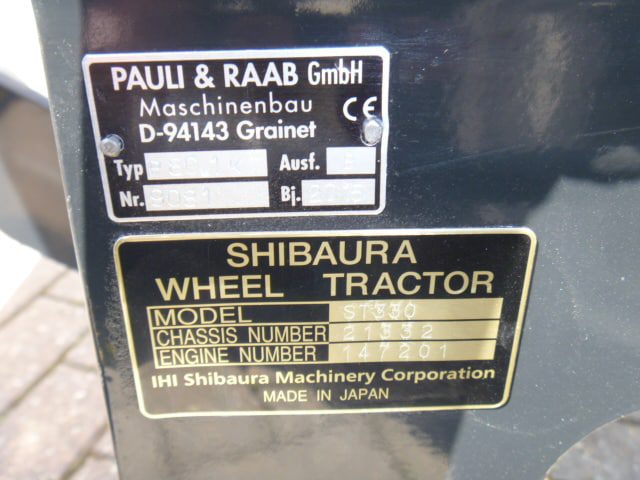 PAULI & RAAB GmbH
Maschinenbau CE
D-94143 Grainet
Typ Ausf.
Nr. Bj. 2015
SHIBAURA
WHEEL TRACTOR
MODEL ST330
CHASSIS NUMBER 21332
ENGINE NUMBER 147201
IHI Shibaura Machinery Corporation
MADE IN JAPAN